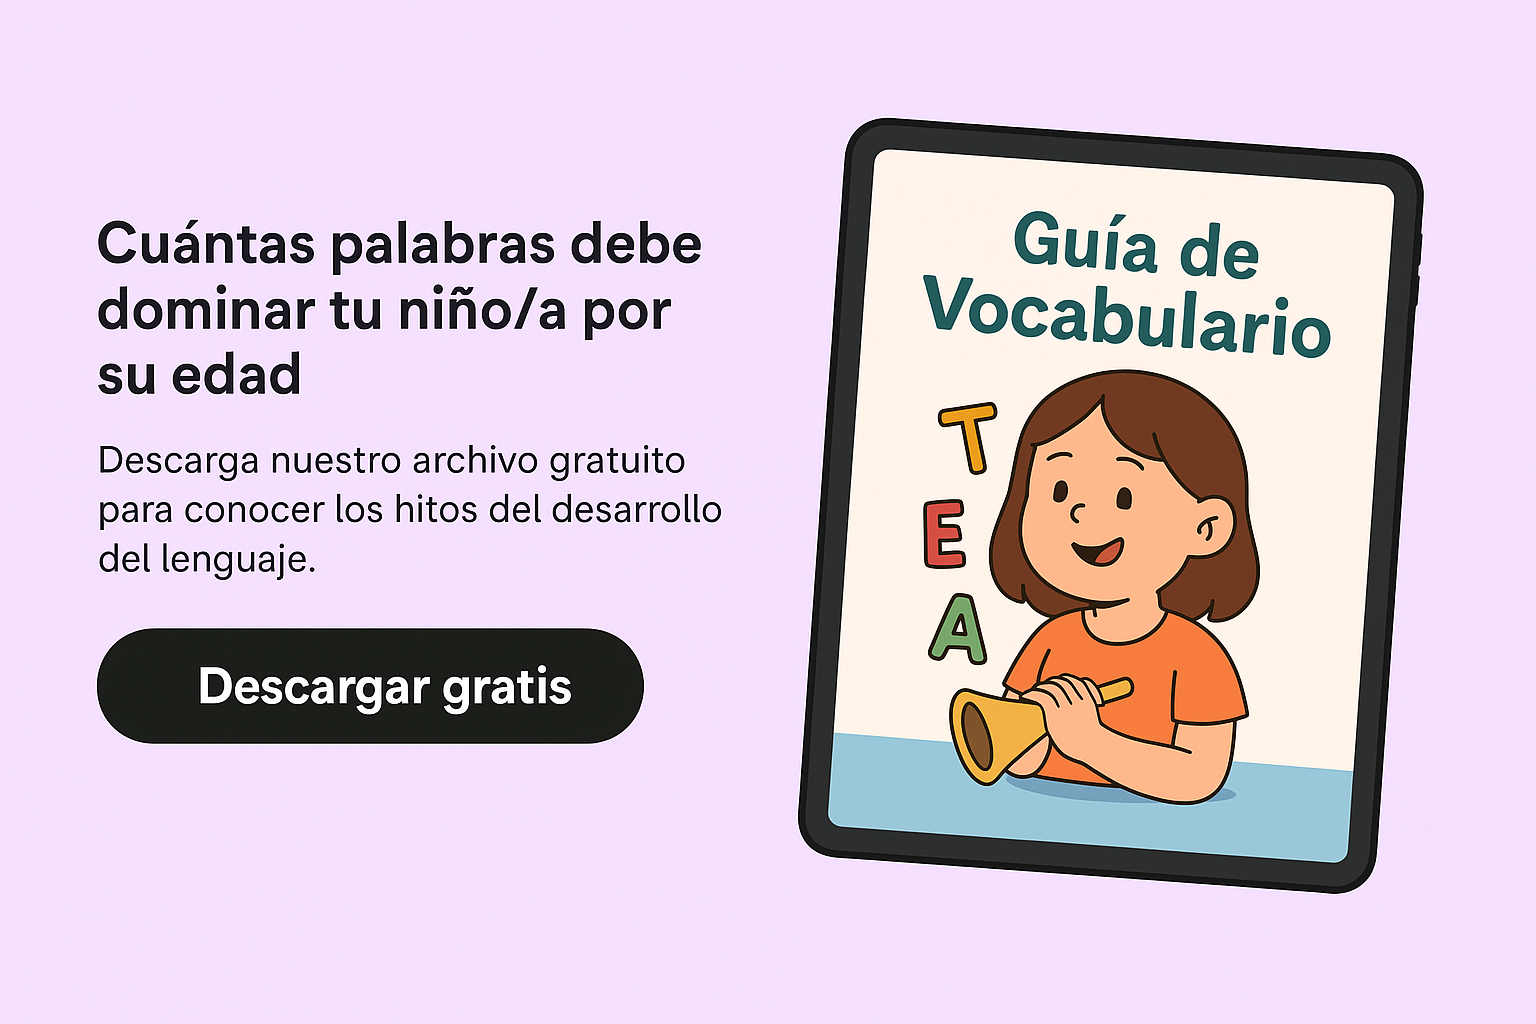 Cuántas palabras debe
dominar tu niño/a por
su edad
Descarga nuestro archivo gratuito
para conocer los hitos del desarrollo
del lenguaje.
Descargar gratis
Guía de
Vocabulario
T
E
A